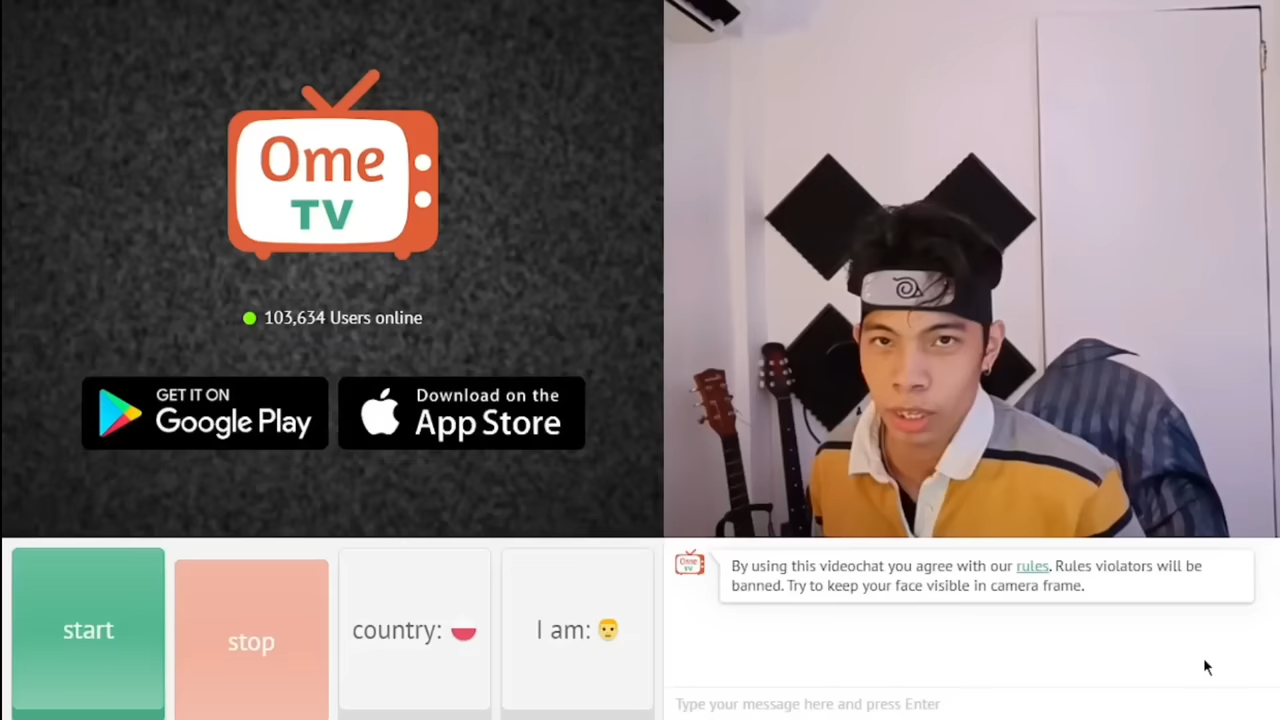 Ome
TV
103,634 Users online
GET IT ON
Google Play
Download on the
App Store
start
stop
country:
I am:
Ome
TV
By using this videochat you agree with our rules. Rules violators will be
banned. Try to keep your face visible in camera frame.
Type your message here and press Enter